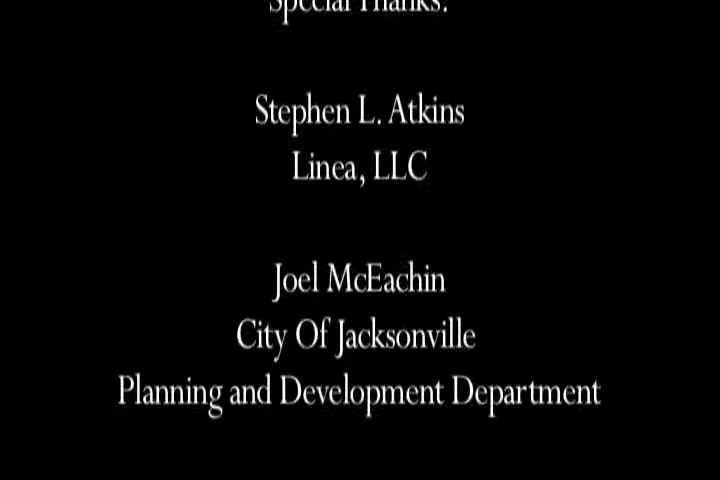 Special Thanks:
Stephen L. Atkins
Linea, LLC
Joel McEachin
City Of Jacksonville
Planning and Development Department